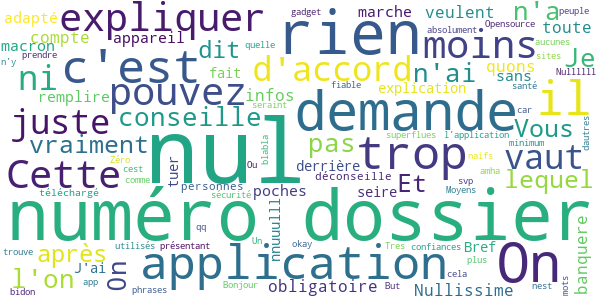 adapté expliquer rien marche veulent n'a peuple
gadget Opensource
macron compte appareil dit moins absolument toute aucunes
n'y prendre c'est quelle d'accord n'ai quons sans Je sites
ni fait Nullllll
remplire pouvez infos fiable explication santé il
juste conseille demande car
seraint superflues l'application Vous dautres
vraiment nul pas trop vaut minimum
Zéro blabla derrière naifs
Cette cest tuer Ou déconseille Et amha svp lequel
téléchargé comme personnes poches seire Moyens
sécurité
numéro dossier
qq Un okay Tres confiances Bref
trouve après utilisés présentant nnuuulll plus On banquere
l'on J'ai On application cela nest
app obligatoire Nullissime mots
bidon phrases Bonjour But